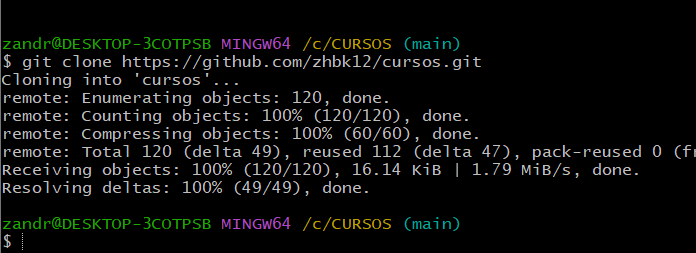 zandr@DESKTOP-3COTPSB MINGW64 /c/CURSOS (main)
$ git clone https://github.com/zhbk12/cursos.git
Cloning into 'cursos'...
remote: Enumerating objects: 120, done.
remote: Counting objects: 100% (120/120), done.
remote: Compressing objects: 100% (60/60), done.
remote: Total 120 (delta 49), reused 112 (delta 47), pack-reused 0 (fr
Receiving objects: 100% (120/120), 16.14 KiB | 1.79 MiB/s, done.
Resolving deltas: 100% (49/49), done.
zandr@DESKTOP-3COTPSB MINGW64 /c/CURSOS (main)
$